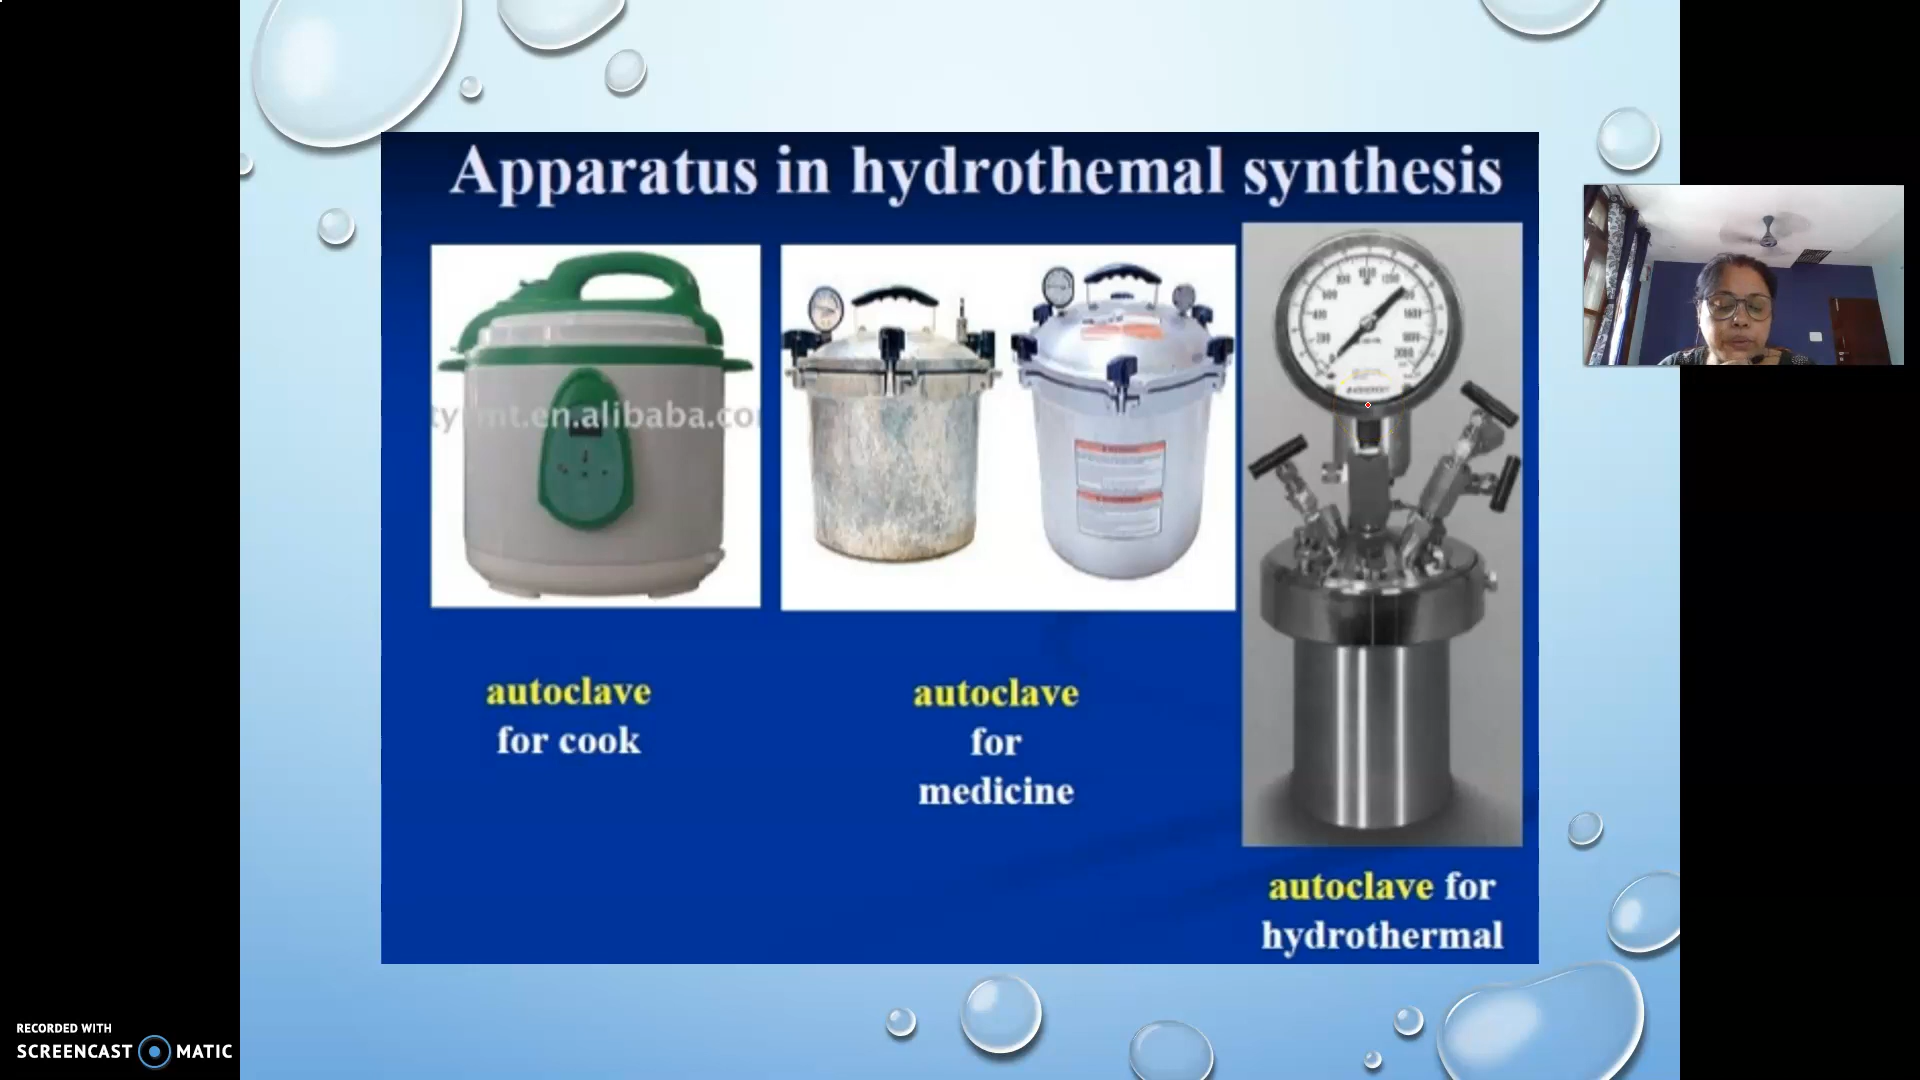 Apparatus in hydrothemal synthesis
mt.en.alibaba.co
autoclave
for cook
autoclave
for
medicine
autoclave for
hydrothermal
RECORDED WITH
SCREENCAST MATIC